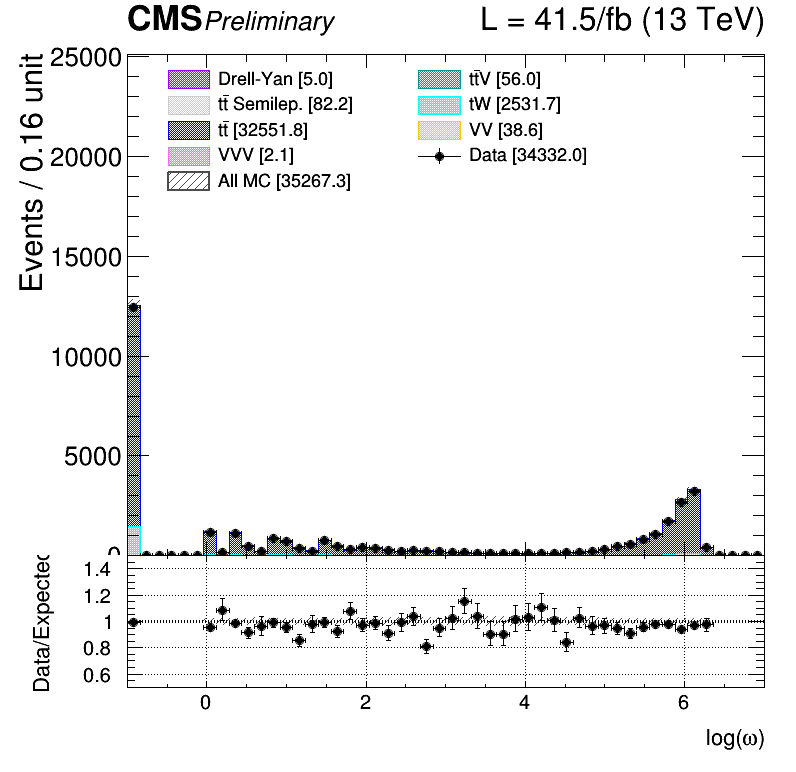 CMS Preliminary L = 41.5/fb (13 TeV)
Events / 0.16 unit
25000
20000
15000
10000
5000
0
Drell-Yan [5.0]
tt̄ Semilep. [82.2]
tt̄ [32551.8]
VVV [2.1]
All MC [35267.3]
tt̄V [56.0]
tW [2531.7]
VV [38.6]
Data [34332.0]
Data/Expected
1.4
1.2
1
0.8
0.6
0 2 4 6
log(ω)